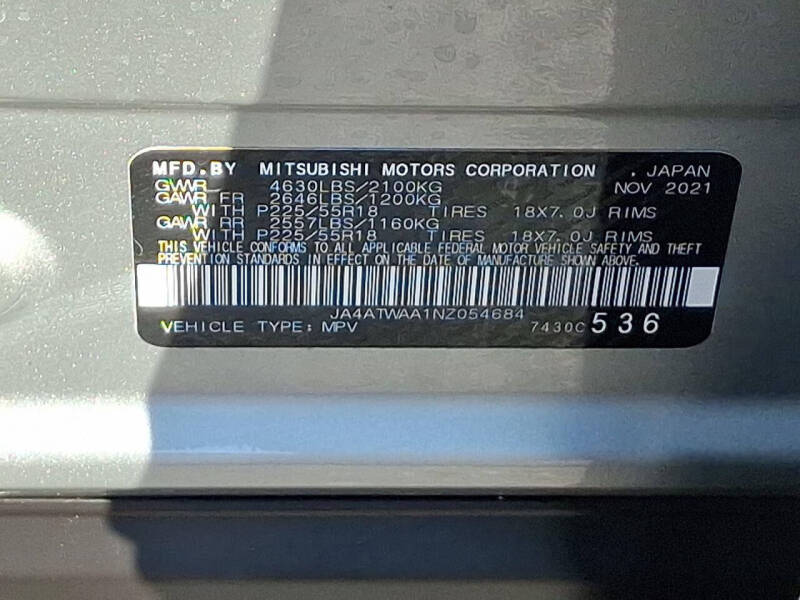 MFD.BY MITSUBISHI MOTORS CORPORATION , JAPAN
GVWR 4630LBS/2100KG NOV 2021
GAWR FR 2646LBS/1200KG
WITH P225/55R18 TIRES 18X7.0J RIMS
GAWR RR 2557LBS/1160KG
WITH P225/55R18 TIRES 18X7.0J RIMS
THIS VEHICLE CONFORMS TO ALL APPLICABLE FEDERAL MOTOR VEHICLE SAFETY AND THEFT
PREVENTION STANDARDS IN EFFECT ON THE DATE OF MANUFACTURE SHOWN ABOVE.
JA4ATWAA1NZ054684
VEHICLE TYPE: MPV 7430C 536